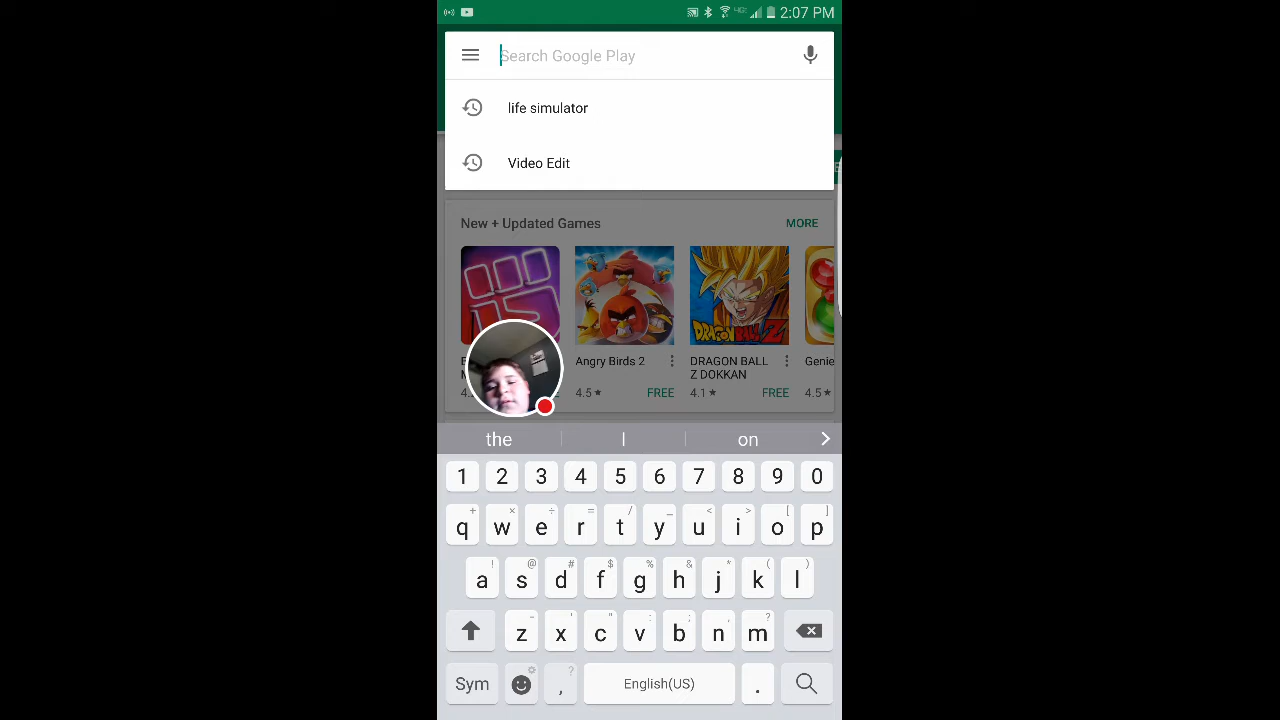 2:07 PM
Search Google Play
life simulator
Video Edit
New + Updated Games MORE
Angry Birds 2 DRAGON BALL Z DOKKAN Genie
4.5 FREE 4.1 FREE 4.5
the I on
1 2 3 4 5 6 7 8 9 0
+ × ÷ = / _ < > [ ]
q w e r t y u i o p
! @ # $ % & * ( )
a s d f g h j k l
- ' " : ; , ?
z x c v b n m
Sym , ? English(US) .